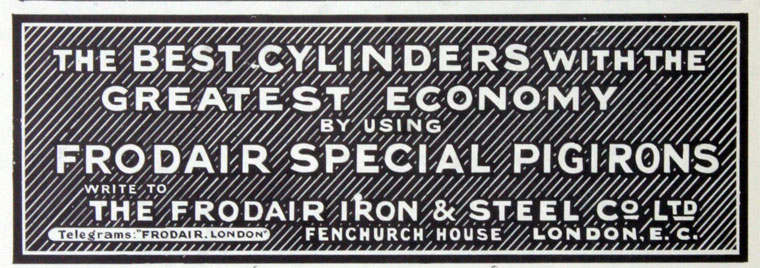 THE BEST CYLINDERS WITH THE
GREATEST ECONOMY
BY USING
FRODAIR SPECIAL PIGIRONS
WRITE TO
THE FRODAIR IRON & STEEL CO LTD
Telegrams: "FRODAIR. LONDON" FENCHURCH HOUSE LONDON, E.C.